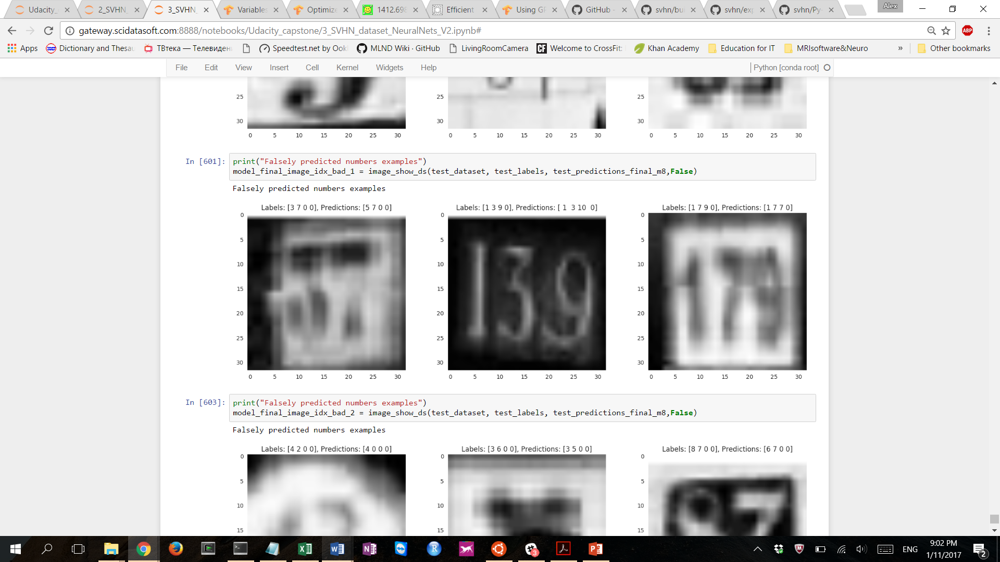 Alex
Udacity_
2_SVHN_
3_SVHN_
Variables
Optimize
1412.698
Efficient
Using GP
GitHub -
svhn/bu
svhn/exp
svhn/Py-
gateway.scidatasoft.com:8888/notebooks/Udacity_capstone/3_SVHN_dataset_NeuralNets_V2.ipynb#
ABP
Apps
Dictionary and Thesau
ТВтека — Телевиден
Speedtest.net by Ookl
MLND Wiki · GitHub
LivingRoomCamera
CF Welcome to CrossFit:
Khan Academy
Education for IT
MRIsoftware&Neuro
»
Other bookmarks
File Edit View Insert Cell Kernel Widgets Help
Python [conda root]
25 25 25
30 30 30
0 5 10 15 20 25 30 0 5 10 15 20 25 30 0 5 10 15 20 25 30
In [601]: print("Falsely predicted numbers examples")
model_final_image_idx_bad_1 = image_show_ds(test_dataset, test_labels, test_predictions_final_m8,False)
Falsely predicted numbers examples
Labels: [3 7 0 0], Predictions: [5 7 0 0] Labels: [1 3 9 0], Predictions: [ 1  3 10  0] Labels: [1 7 9 0], Predictions: [1 7 7 0]
0 0 0
5 5 5
10 10 10
15 15 15
20 20 20
25 25 25
30 30 30
139
0 5 10 15 20 25 30 0 5 10 15 20 25 30 0 5 10 15 20 25 30
In [603]: print("Falsely predicted numbers examples")
model_final_image_idx_bad_2 = image_show_ds(test_dataset, test_labels, test_predictions_final_m8,False)
Falsely predicted numbers examples
Labels: [4 2 0 0], Predictions: [4 0 0 0] Labels: [3 6 0 0], Predictions: [3 5 0 0] Labels: [8 7 0 0], Predictions: [6 7 0 0]
0 0 0
5 5 5
10 10 10
15 15 15
ENG
9:02 PM
1/11/2017
3
2